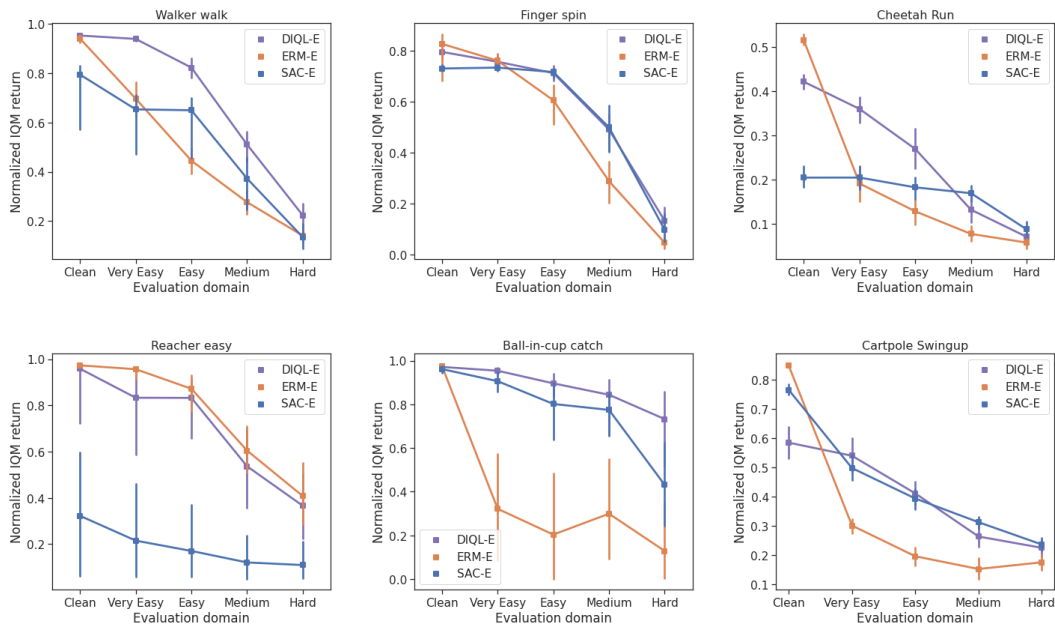 Walker walk
Normalized IQM return
1.0
0.8
0.6
0.4
0.2
DIQL-E
ERM-E
SAC-E
Clean Very Easy Easy Medium Hard
Evaluation domain
Finger spin
Normalized IQM return
0.8
0.6
0.4
0.2
0.0
DIQL-E
ERM-E
SAC-E
Clean Very Easy Easy Medium Hard
Evaluation domain
Cheetah Run
Normalized IQM return
0.5
0.4
0.3
0.2
0.1
DIQL-E
ERM-E
SAC-E
Clean Very Easy Easy Medium Hard
Evaluation domain
Reacher easy
Normalized IQM return
1.0
0.8
0.6
0.4
0.2
DIQL-E
ERM-E
SAC-E
Clean Very Easy Easy Medium Hard
Evaluation domain
Ball-in-cup catch
Normalized IQM return
1.0
0.8
0.6
0.4
0.2
0.0
DIQL-E
ERM-E
SAC-E
Clean Very Easy Easy Medium Hard
Evaluation domain
Cartpole Swingup
Normalized IQM return
0.8
0.7
0.6
0.5
0.4
0.3
0.2
0.1
DIQL-E
ERM-E
SAC-E
Clean Very Easy Easy Medium Hard
Evaluation domain